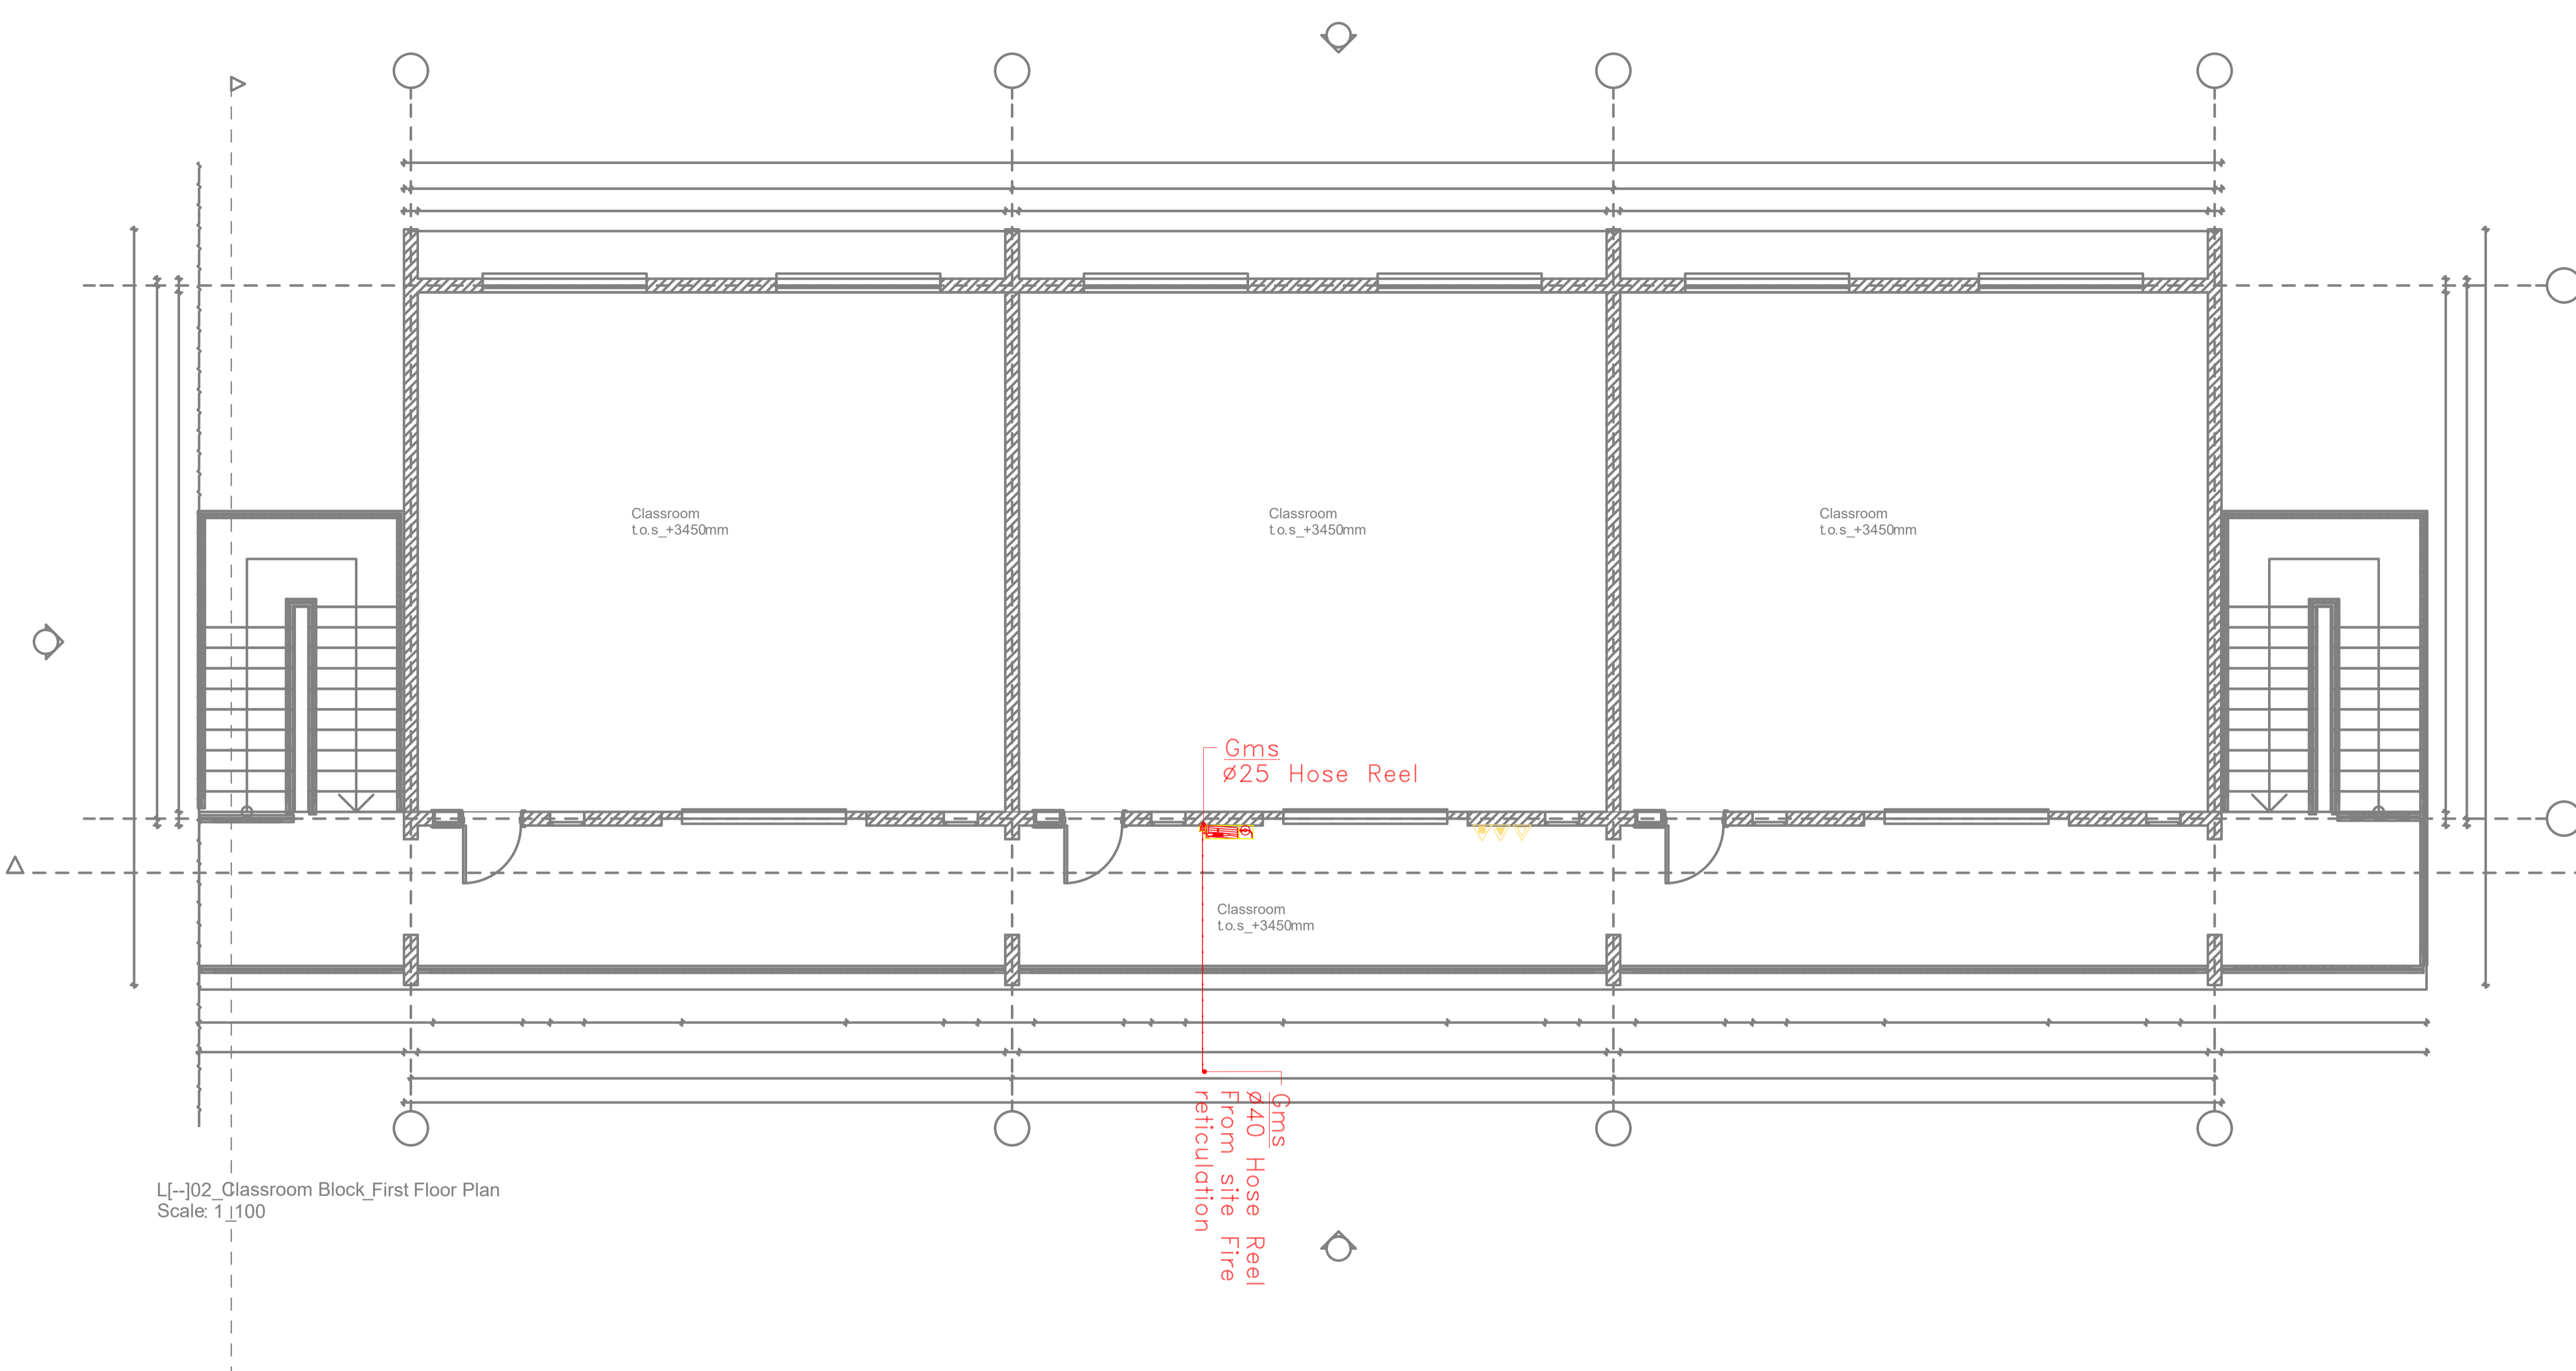 Classroom
t.o.s_+3450mm
Classroom
t.o.s_+3450mm
Classroom
t.o.s_+3450mm
Gms
ø25 Hose Reel
Classroom
t.o.s_+3450mm
Gms
ø40 Hose Reel
From site Fire
reticulation
L[--]02_Classroom Block_First Floor Plan
Scale: 1_100